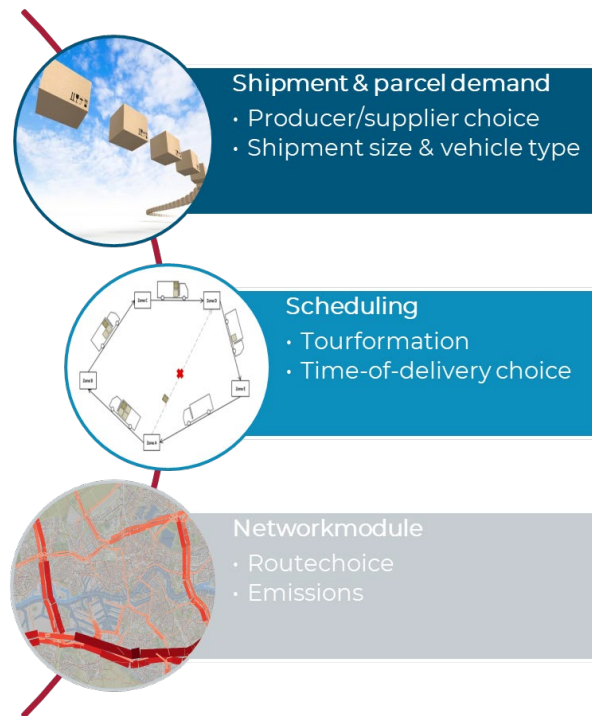 Shipment & parcel demand
• Producer/supplier choice
• Shipment size & vehicle type
Scheduling
• Tourformation
• Time-of-delivery choice
Networkmodule
• Routechoice
• Emissions